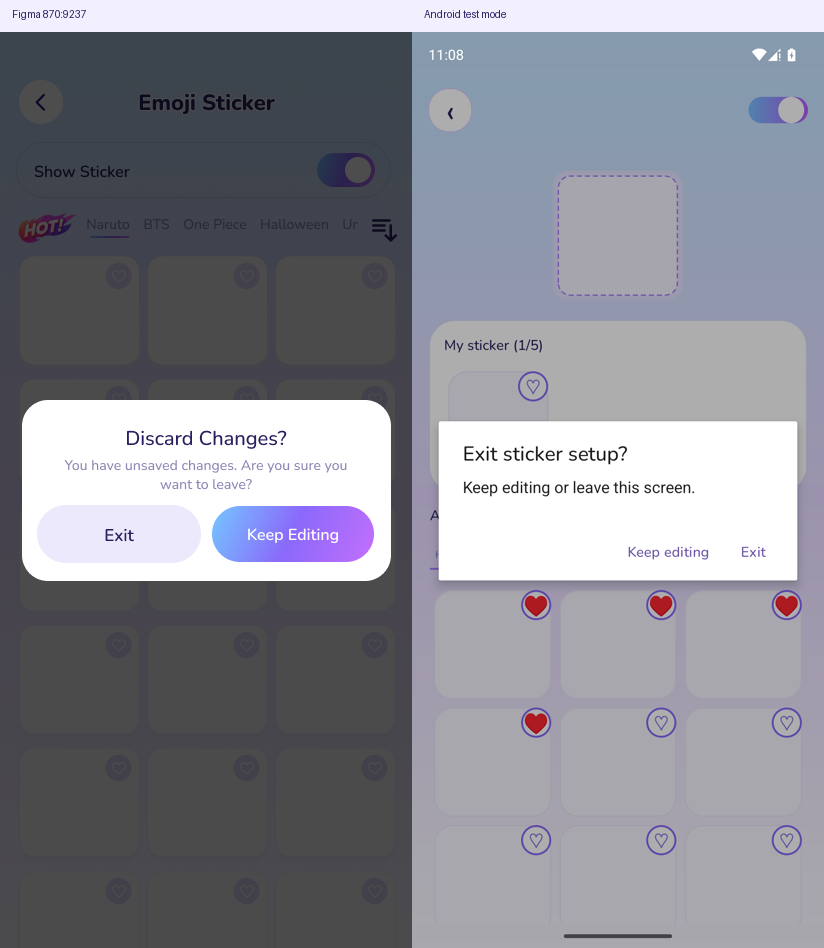 Figma 870:9237
Android test mode
Emoji Sticker
Show Sticker
HOT!
Naruto BTS One Piece Halloween Ur
Discard Changes?
You have unsaved changes. Are you sure you
want to leave?
Exit
Keep Editing
11:08
My sticker (1/5)
A
Exit sticker setup?
Keep editing or leave this screen.
Keep editing
Exit